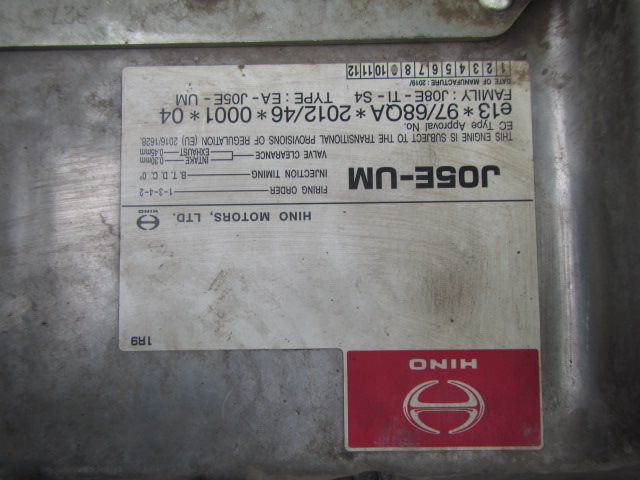 HINO
1R9
HINO MOTORS, LTD.
HINO
J05E-UM
FIRING ORDER 1-3-4-2
INJECTION TIMING B.T.D.C. 0°
VALVE CLEARANCE INTAKE 0.30mm
EXHAUST 0.45mm
THIS ENGINE IS SUBJECT TO THE TRANSITIONAL PROVISIONS OF REGULATION (EU) 2016/1628.
EC Type Approval No.
e13*97/68QA*2012/46*0001*04
FAMILY : J08E-TI-S4 TYPE : EA-J05E-UM
DATE OF MANUFACTURE : 2019/
1 2 3 4 5 6 7 8 10 11 12
327